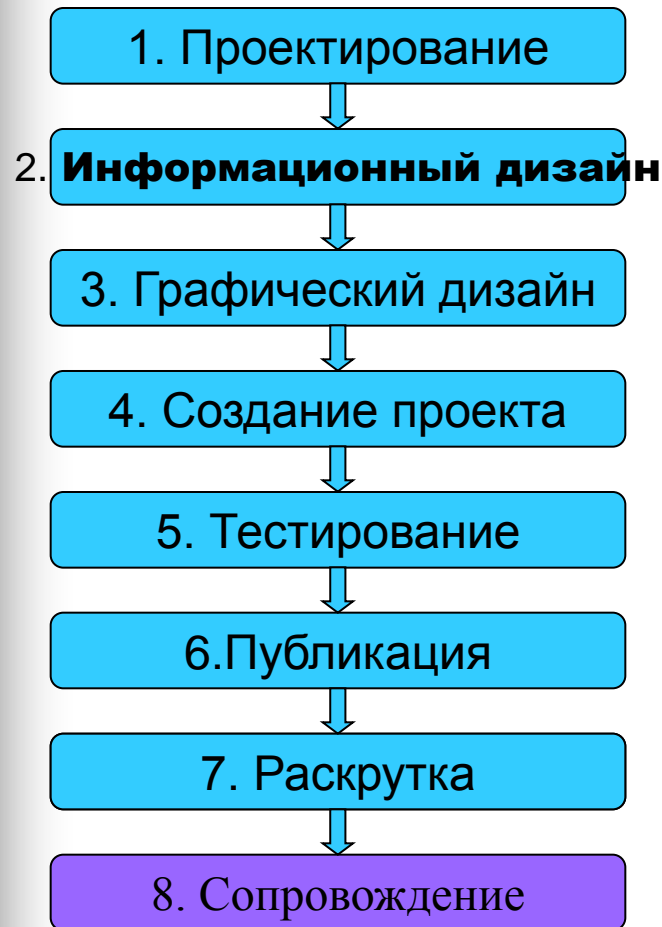 1. Проектирование
2. Информационный дизайн
3. Графический дизайн
4. Создание проекта
5. Тестирование
6.Публикация
7. Раскрутка
8. Сопровождение